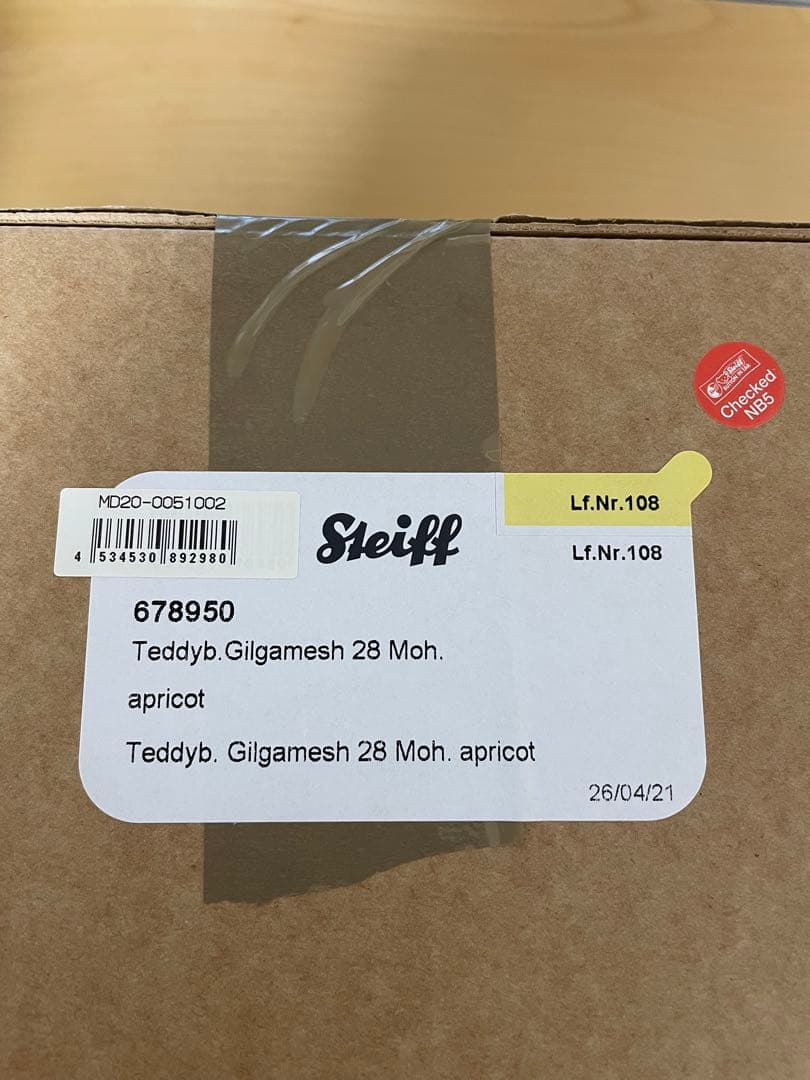 Checked
NB5
MD20-0051002
4 534530 892980
Steiff
Lf.Nr.108
Lf.Nr.108
678950
Teddyb.Gilgamesh 28 Moh.
apricot
Teddyb. Gilgamesh 28 Moh. apricot
26/04/21